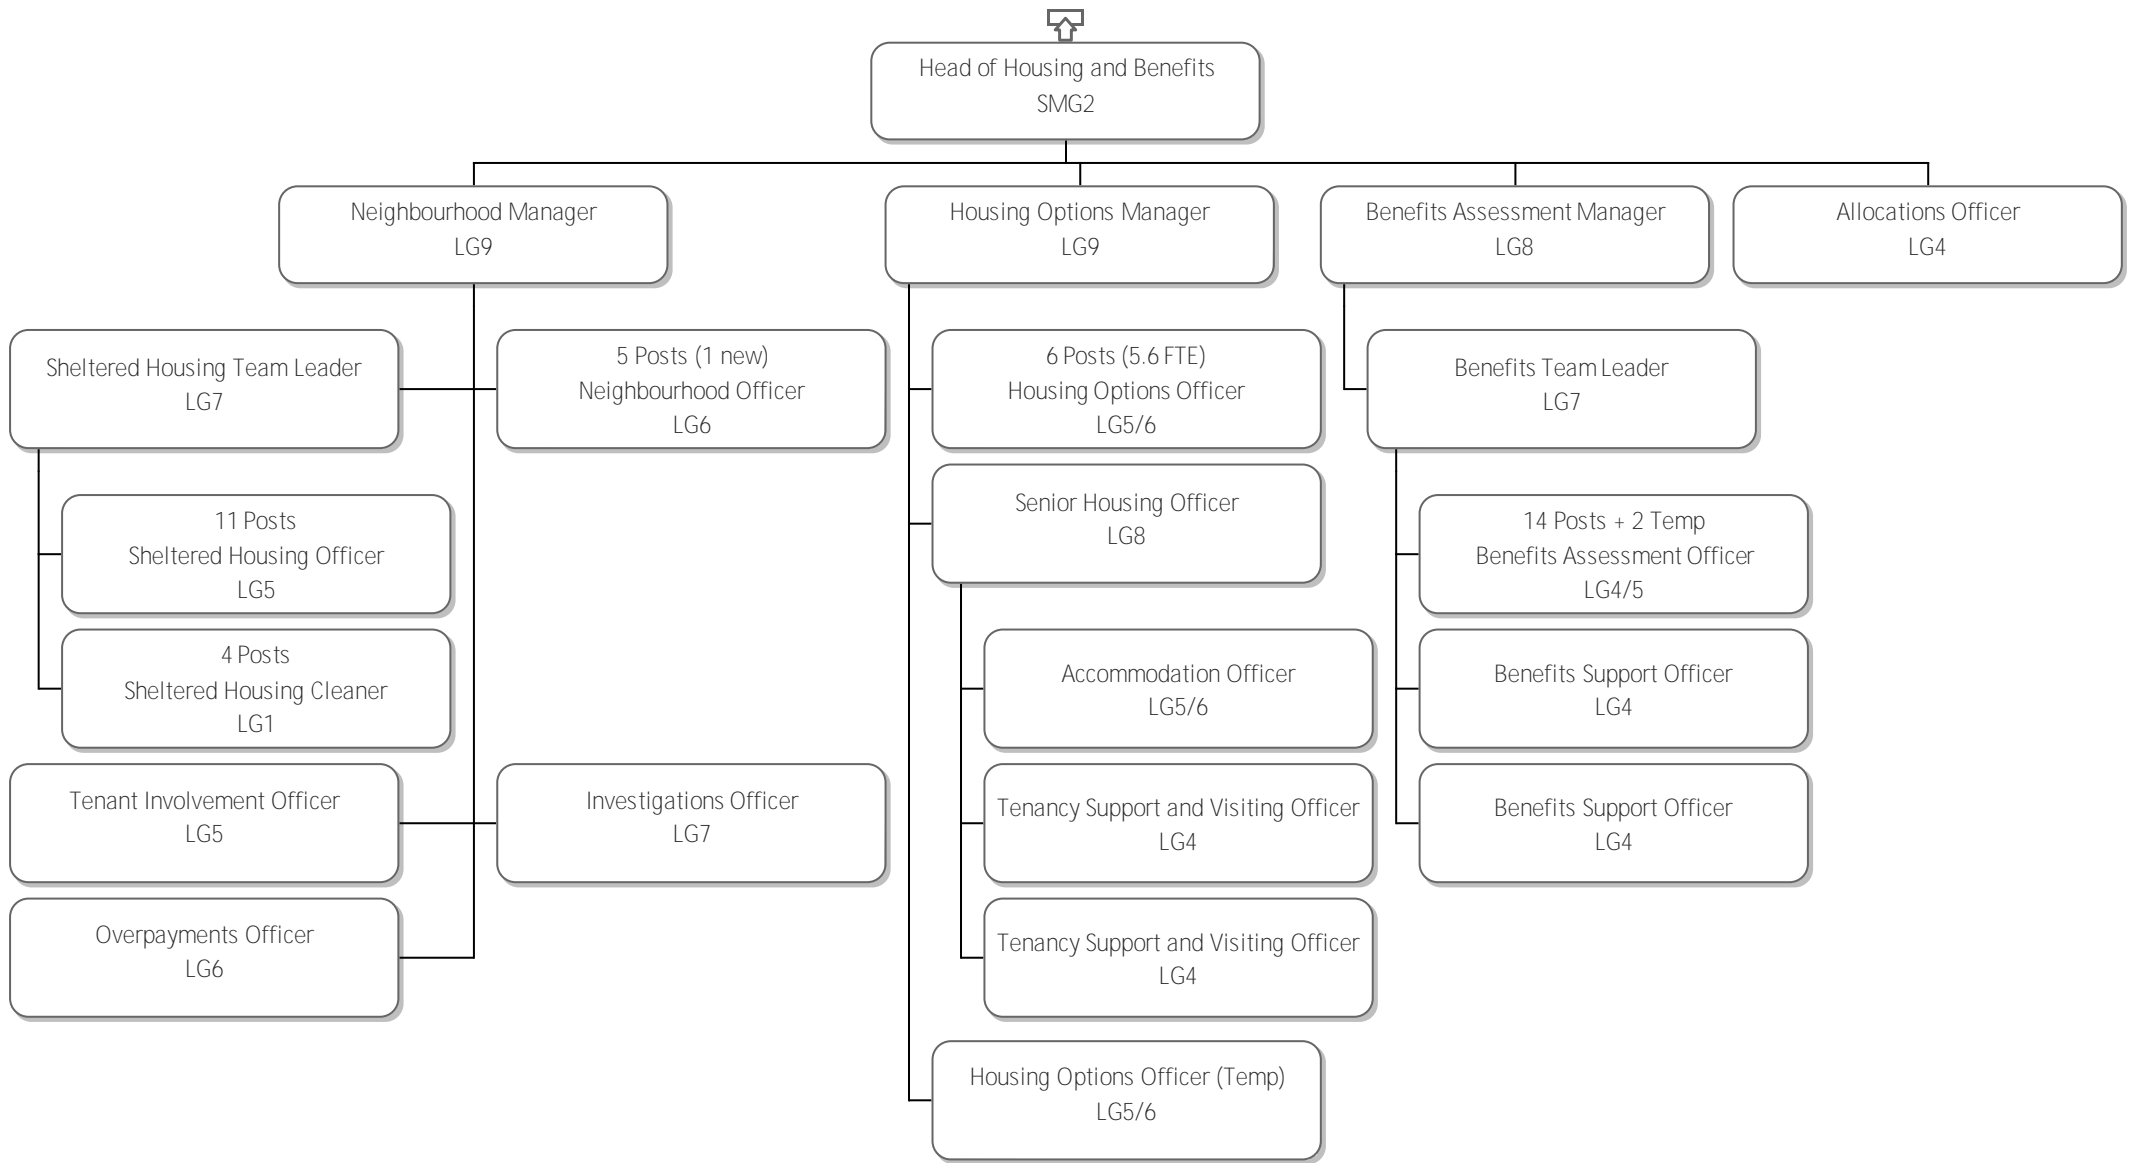 Head of Housing and Benefits
SMG2
Neighbourhood Manager
LG9
Housing Options Manager
LG9
Benefits Assessment Manager
LG8
Allocations Officer
LG4
Sheltered Housing Team Leader
LG7
5 Posts (1 new)
Neighbourhood Officer
LG6
6 Posts (5.6 FTE)
Housing Options Officer
LG5/6
Benefits Team Leader
LG7
Senior Housing Officer
LG8
11 Posts
Sheltered Housing Officer
LG5
14 Posts + 2 Temp
Benefits Assessment Officer
LG4/5
4 Posts
Sheltered Housing Cleaner
LG1
Accommodation Officer
LG5/6
Benefits Support Officer
LG4
Tenant Involvement Officer
LG5
Investigations Officer
LG7
Tenancy Support and Visiting Officer
LG4
Benefits Support Officer
LG4
Overpayments Officer
LG6
Tenancy Support and Visiting Officer
LG4
Housing Options Officer (Temp)
LG5/6